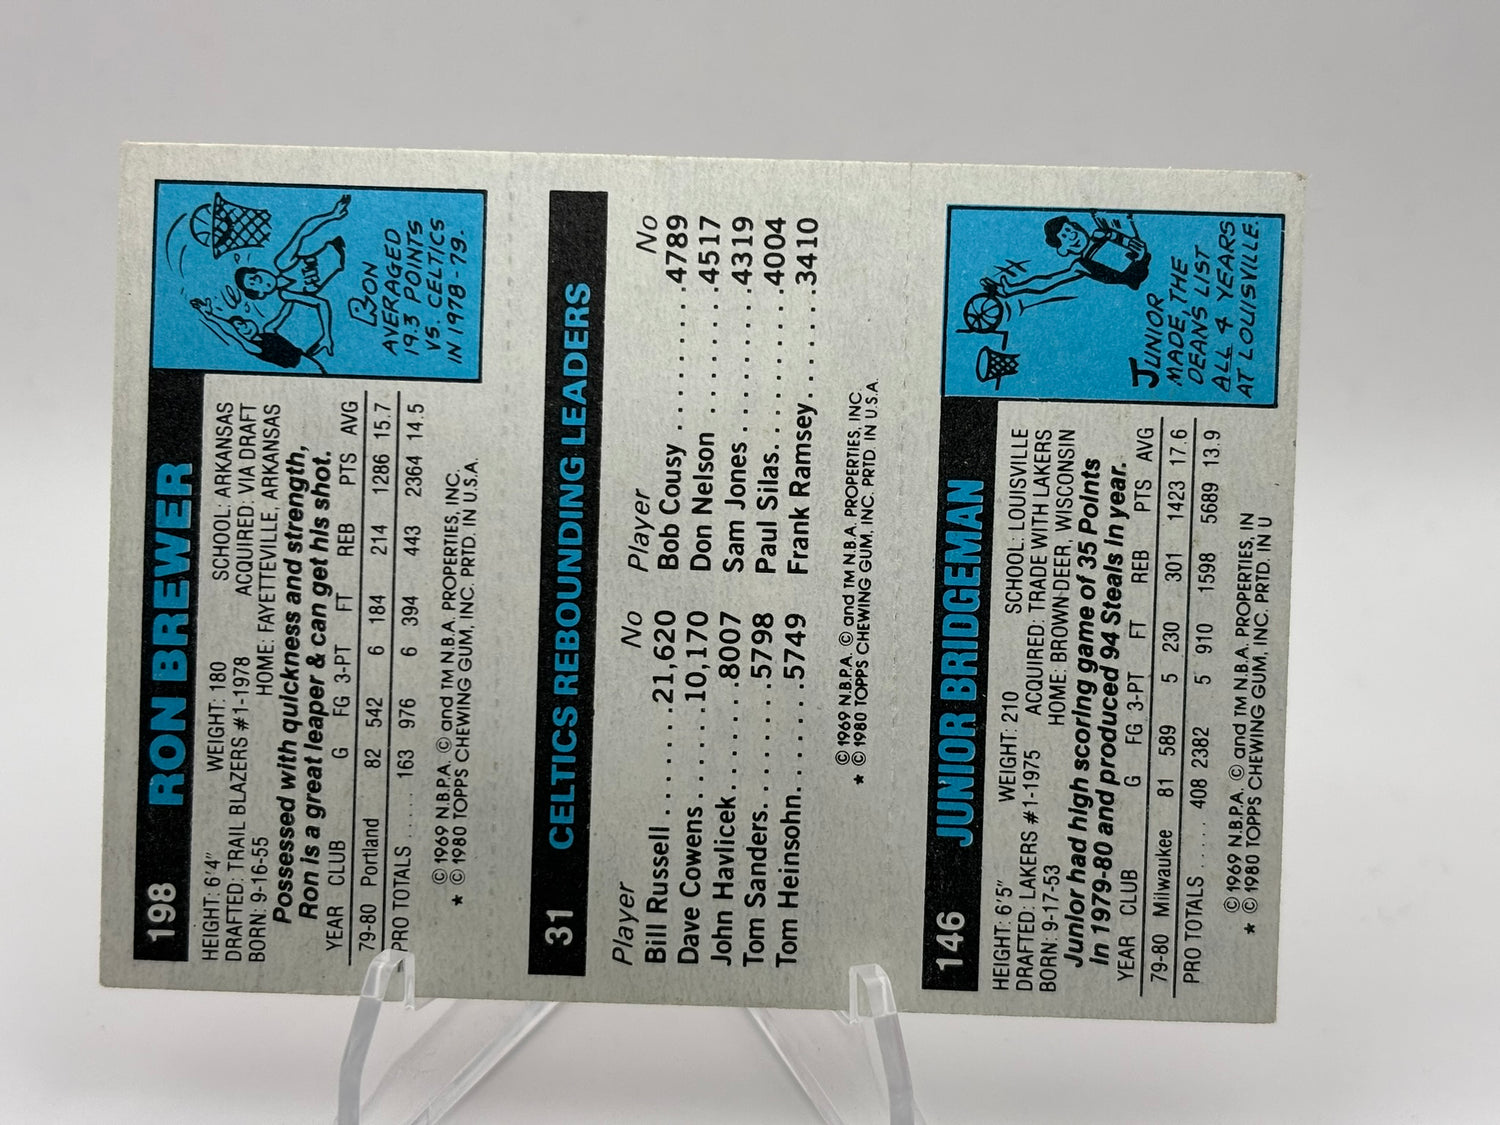 198 RON BREWER
HEIGHT: 6'4" WEIGHT: 180 SCHOOL: ARKANSAS
DRAFTED: TRAIL BLAZERS #1-1978 ACQUIRED: VIA DRAFT
BORN: 9-16-55 HOME: FAYETTEVILLE, ARKANSAS
Possessed with quickness and strength,
Ron is a great leaper & can get his shot.
YEAR CLUB G FG 3-PT FT REB PTS AVG
79-80 Portland 82 542 6 184 214 1286 15.7
PRO TOTALS ..... 163 976 6 394 443 2364 14.5
© 1969 N.B.P.A. © and TM N.B.A. PROPERTIES, INC.
★ © 1980 TOPPS CHEWING GUM, INC. PRTD. IN U.S.A.
RON
AVERAGED
19.3 POINTS
VS. CELTICS
IN 1978-79.
31 CELTICS REBOUNDING LEADERS
Player No Player No
Bill Russell ........21,620 Bob Cousy ..........4789
Dave Cowens .......10,170 Don Nelson .........4517
John Havlicek........8007 Sam Jones ..........4319
Tom Sanders.........5798 Paul Silas...........4004
Tom Heinsohn........5749 Frank Ramsey.......3410
© 1969 N.B.P.A. © and TM N.B.A. PROPERTIES, INC.
★ © 1980 TOPPS CHEWING GUM, INC. PRTD IN U.S.A.
146 JUNIOR BRIDGEMAN
HEIGHT: 6'5" WEIGHT: 210 SCHOOL: LOUISVILLE
DRAFTED: LAKERS #1-1975 ACQUIRED: TRADE WITH LAKERS
BORN: 9-17-53 HOME: BROWN DEER, WISCONSIN
Junior had high scoring game of 35 Points
in 1979-80 and produced 94 Steals in year.
YEAR CLUB G FG 3-PT FT REB PTS AVG
79-80 Milwaukee 81 589 5 230 301 1423 17.6
PRO TOTALS ..... 408 2382 5 910 1598 5689 13.9
© 1969 N.B.P.A. © and TM N.B.A. PROPERTIES, IN
★ © 1980 TOPPS CHEWING GUM, INC. PRTD. IN U
JUNIOR
MADE THE
DEANS LIST
ALL 4 YEARS
AT LOUISVILLE.